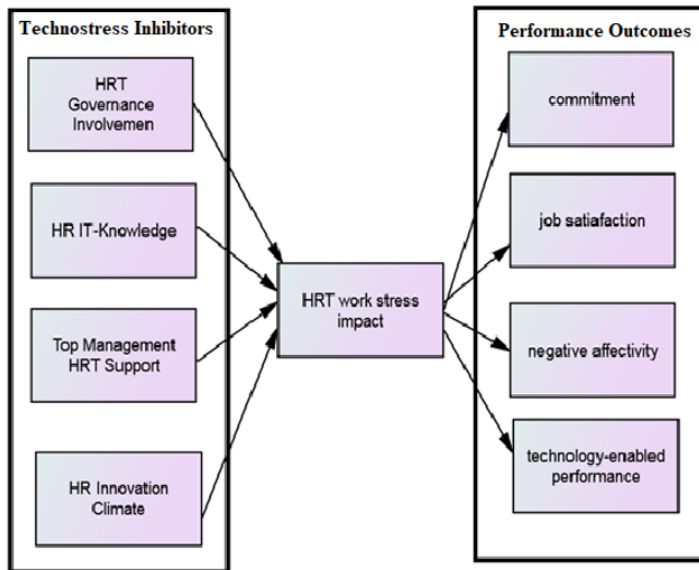 Technostress Inhibitors
HRT
Governance
Involvemen
HR IT-Knowledge
Top Management
HRT Support
HR Innovation
Climate
HRT work stress
impact
Performance Outcomes
commitment
job satiafaction
negative affectivity
technology-enabled
performance